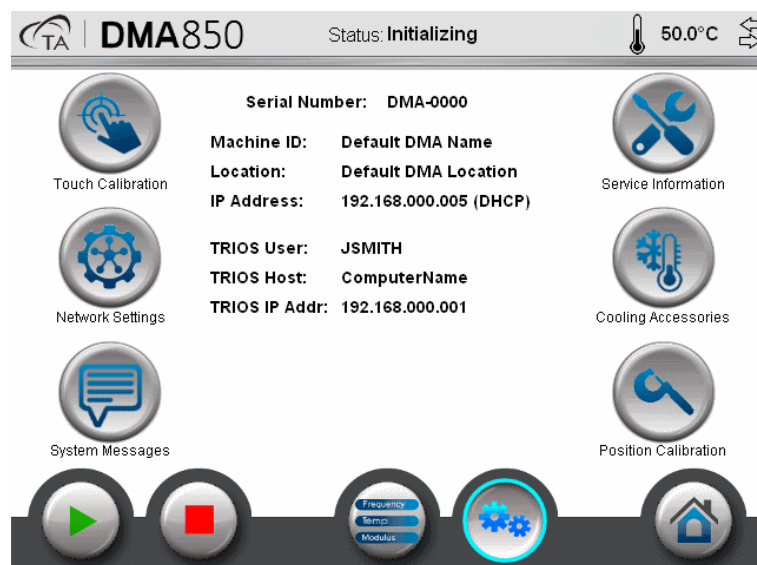 TA DMA850 Status: Initializing 50.0°C
Serial Number: DMA-0000
Machine ID: Default DMA Name
Location: Default DMA Location
IP Address: 192.168.000.005 (DHCP)
TRIOS User: JSMITH
TRIOS Host: ComputerName
TRIOS IP Addr: 192.168.000.001
Touch Calibration
Network Settings
System Messages
Service Information
Cooling Accessories
Position Calibration
Frequency
Temp
Modulus